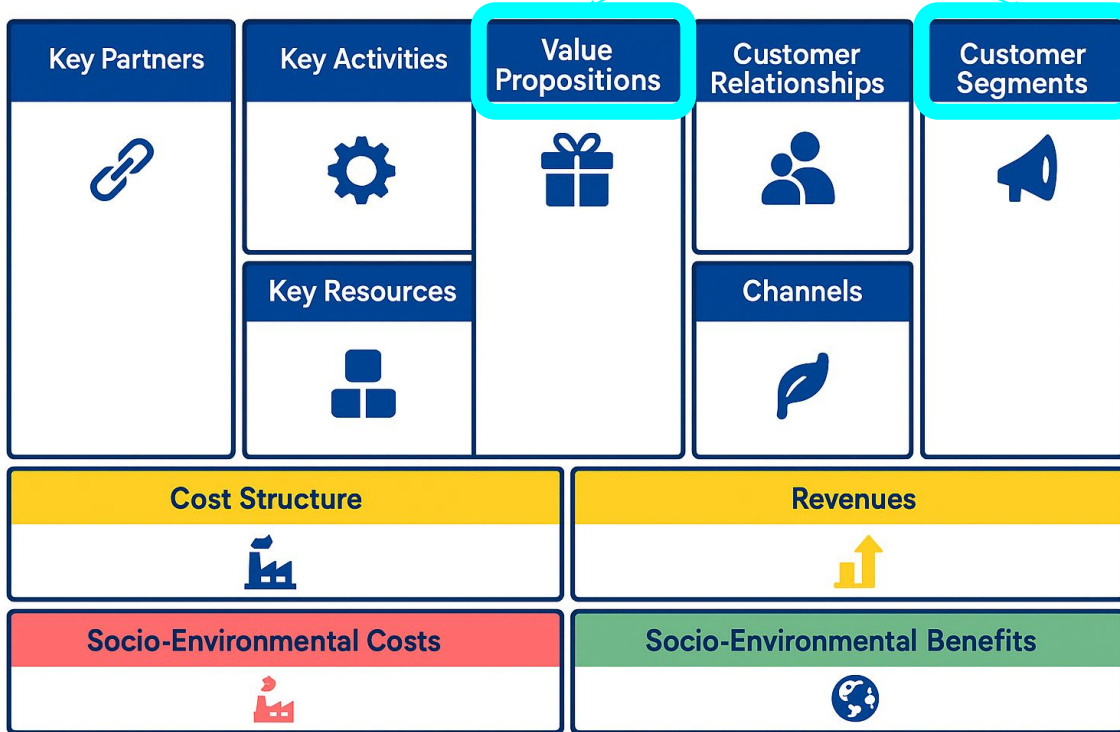 Key Partners
Key Activities
Value
Propositions
Customer
Relationships
Customer
Segments
Key Resources
Channels
Cost Structure
Revenues
Socio-Environmental Costs
Socio-Environmental Benefits